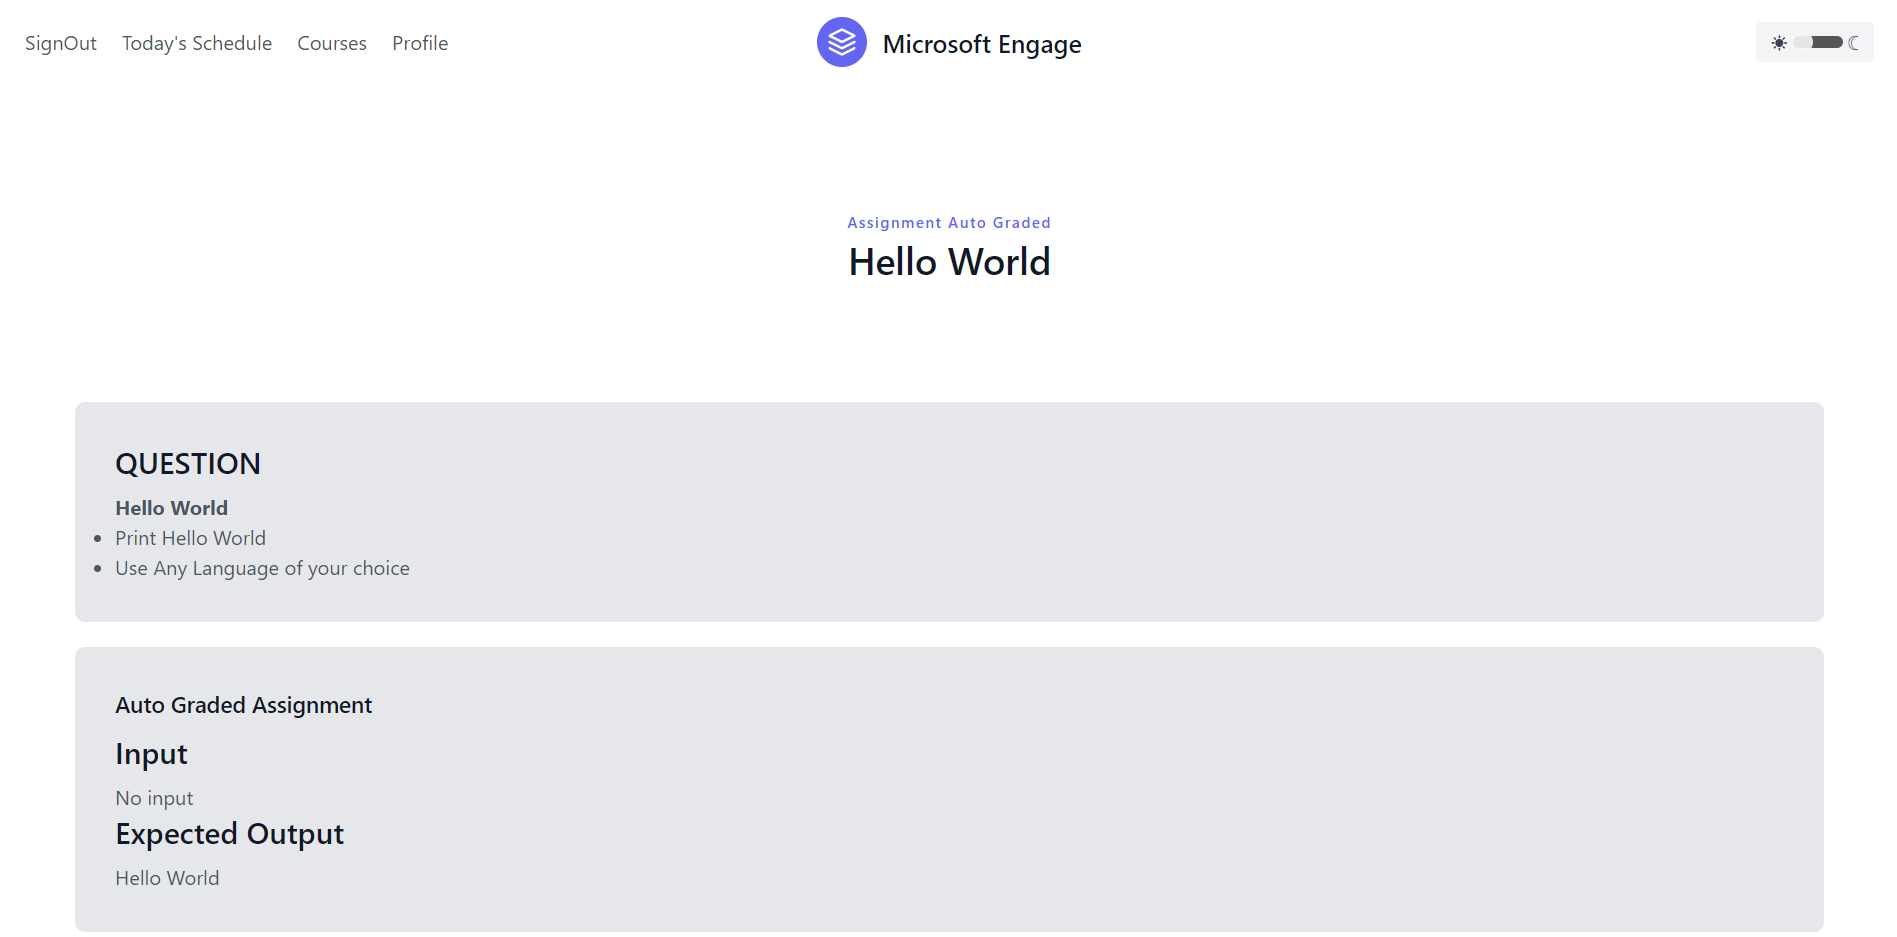 SignOut Today's Schedule Courses Profile Microsoft Engage
Assignment Auto Graded
Hello World
QUESTION
Hello World
Print Hello World
Use Any Language of your choice
Auto Graded Assignment
Input
No input
Expected Output
Hello World